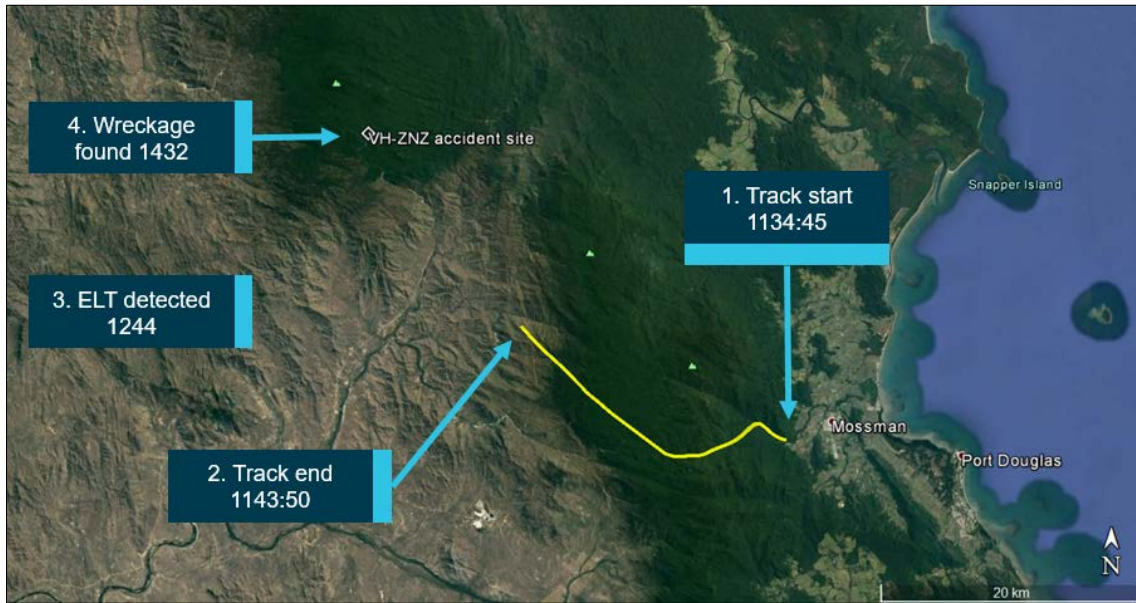 4. Wreckage
found 1432
VH-ZNZ accident site
1. Track start
1134:45
Snapper Island
3. ELT detected
1244
2. Track end
1143:50
Mossman
Port Douglas
N
20 km